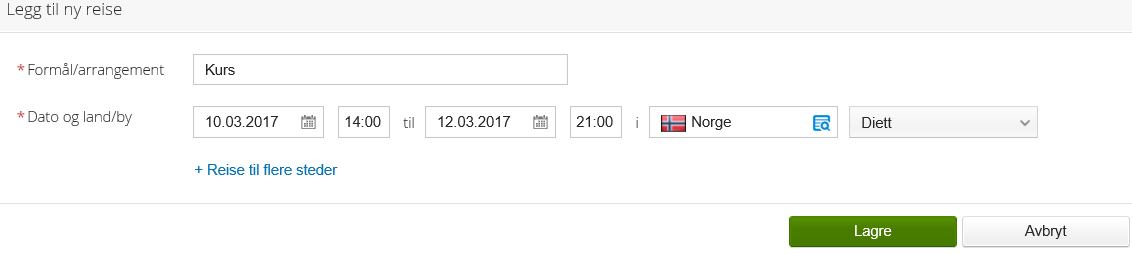 Legg til ny reise
* Formål/arrangement Kurs
* Dato og land/by 10.03.2017 14:00 til 12.03.2017 21:00 i Norge Diett
+ Reise til flere steder
Lagre Avbryt